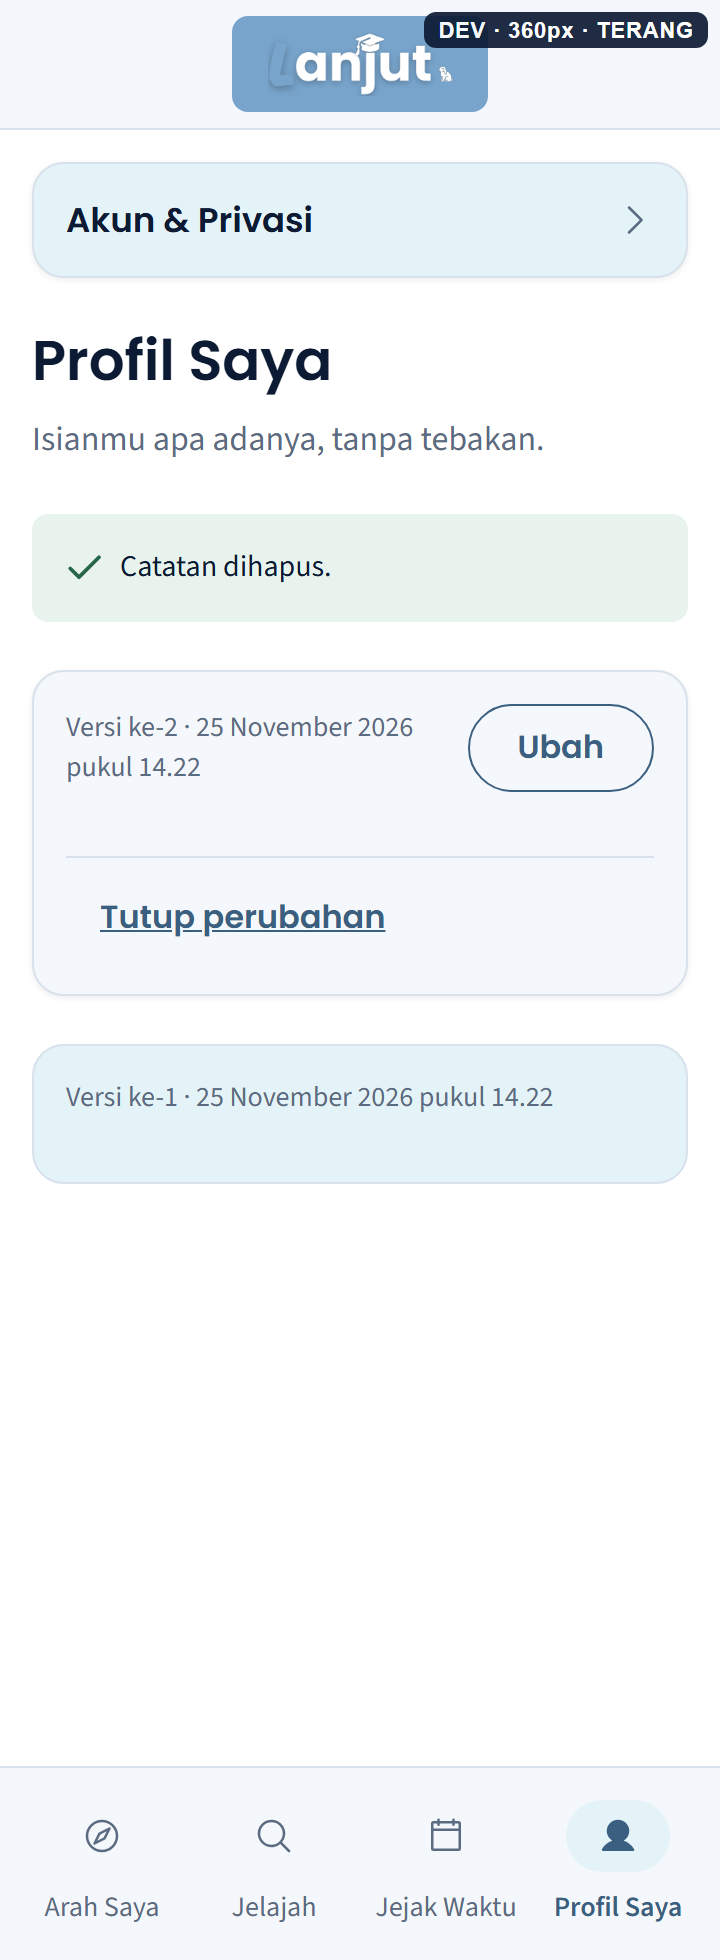 Lanjut
DEV · 360px · TERANG
Akun & Privasi
Profil Saya
Isianmu apa adanya, tanpa tebakan.
Catatan dihapus.
Versi ke-2 · 25 November 2026
pukul 14.22
Ubah
Tutup perubahan
Versi ke-1 · 25 November 2026 pukul 14.22
Arah Saya
Jelajah
Jejak Waktu
Profil Saya